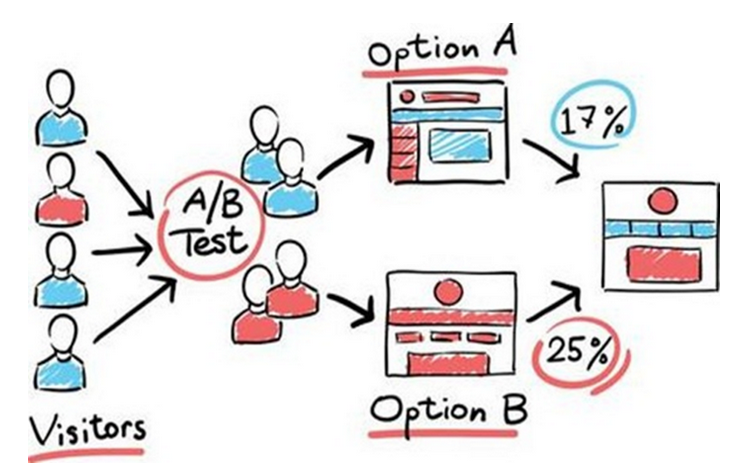 Option A
17%
A/B
Test
25%
Option B
Visitors